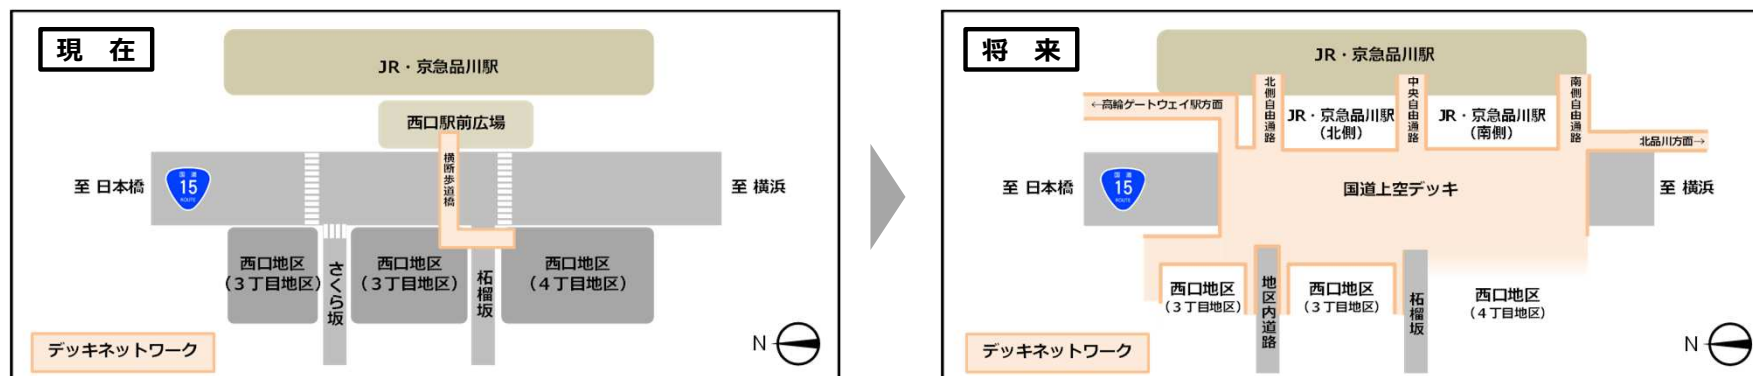 現 在
JR・京急品川駅
西口駅前広場
横断歩道橋
至 日本橋
国道
15
ROUTE
至 横浜
西口地区
(３丁目地区)
さくら坂
西口地区
(３丁目地区)
柘榴坂
西口地区
(４丁目地区)
デッキネットワーク
N
将 来
JR・京急品川駅
←高輪ゲートウェイ駅方面
北側自由通路
JR・京急品川駅
(北側)
中央自由通路
JR・京急品川駅
(南側)
南側自由通路
北品川方面→
至 日本橋
国道
15
ROUTE
国道上空デッキ
至 横浜
西口地区
(３丁目地区)
地区内道路
西口地区
(３丁目地区)
柘榴坂
西口地区
(４丁目地区)
デッキネットワーク
N